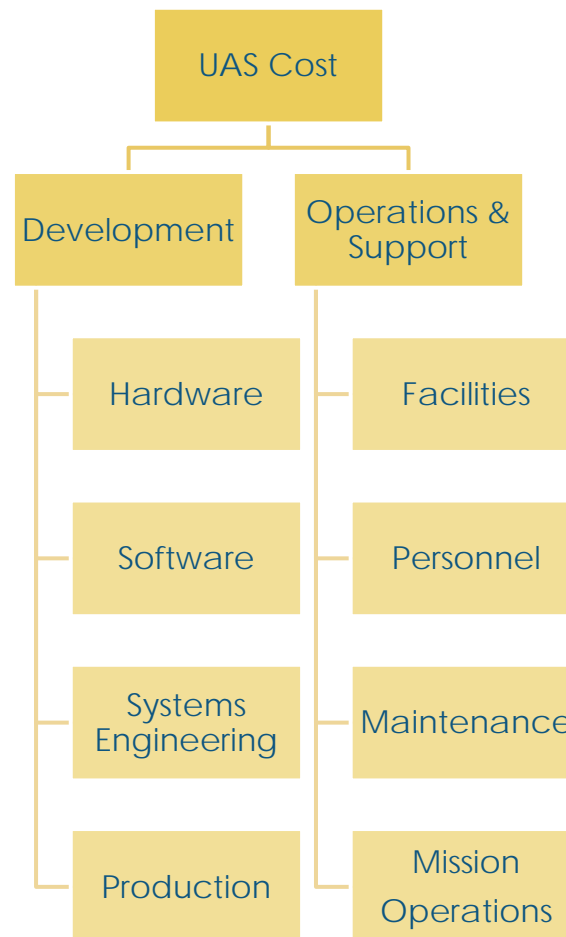 UAS Cost
Development
Operations &
Support
Hardware
Software
Systems
Engineering
Production
Facilities
Personnel
Maintenance
Mission
Operations